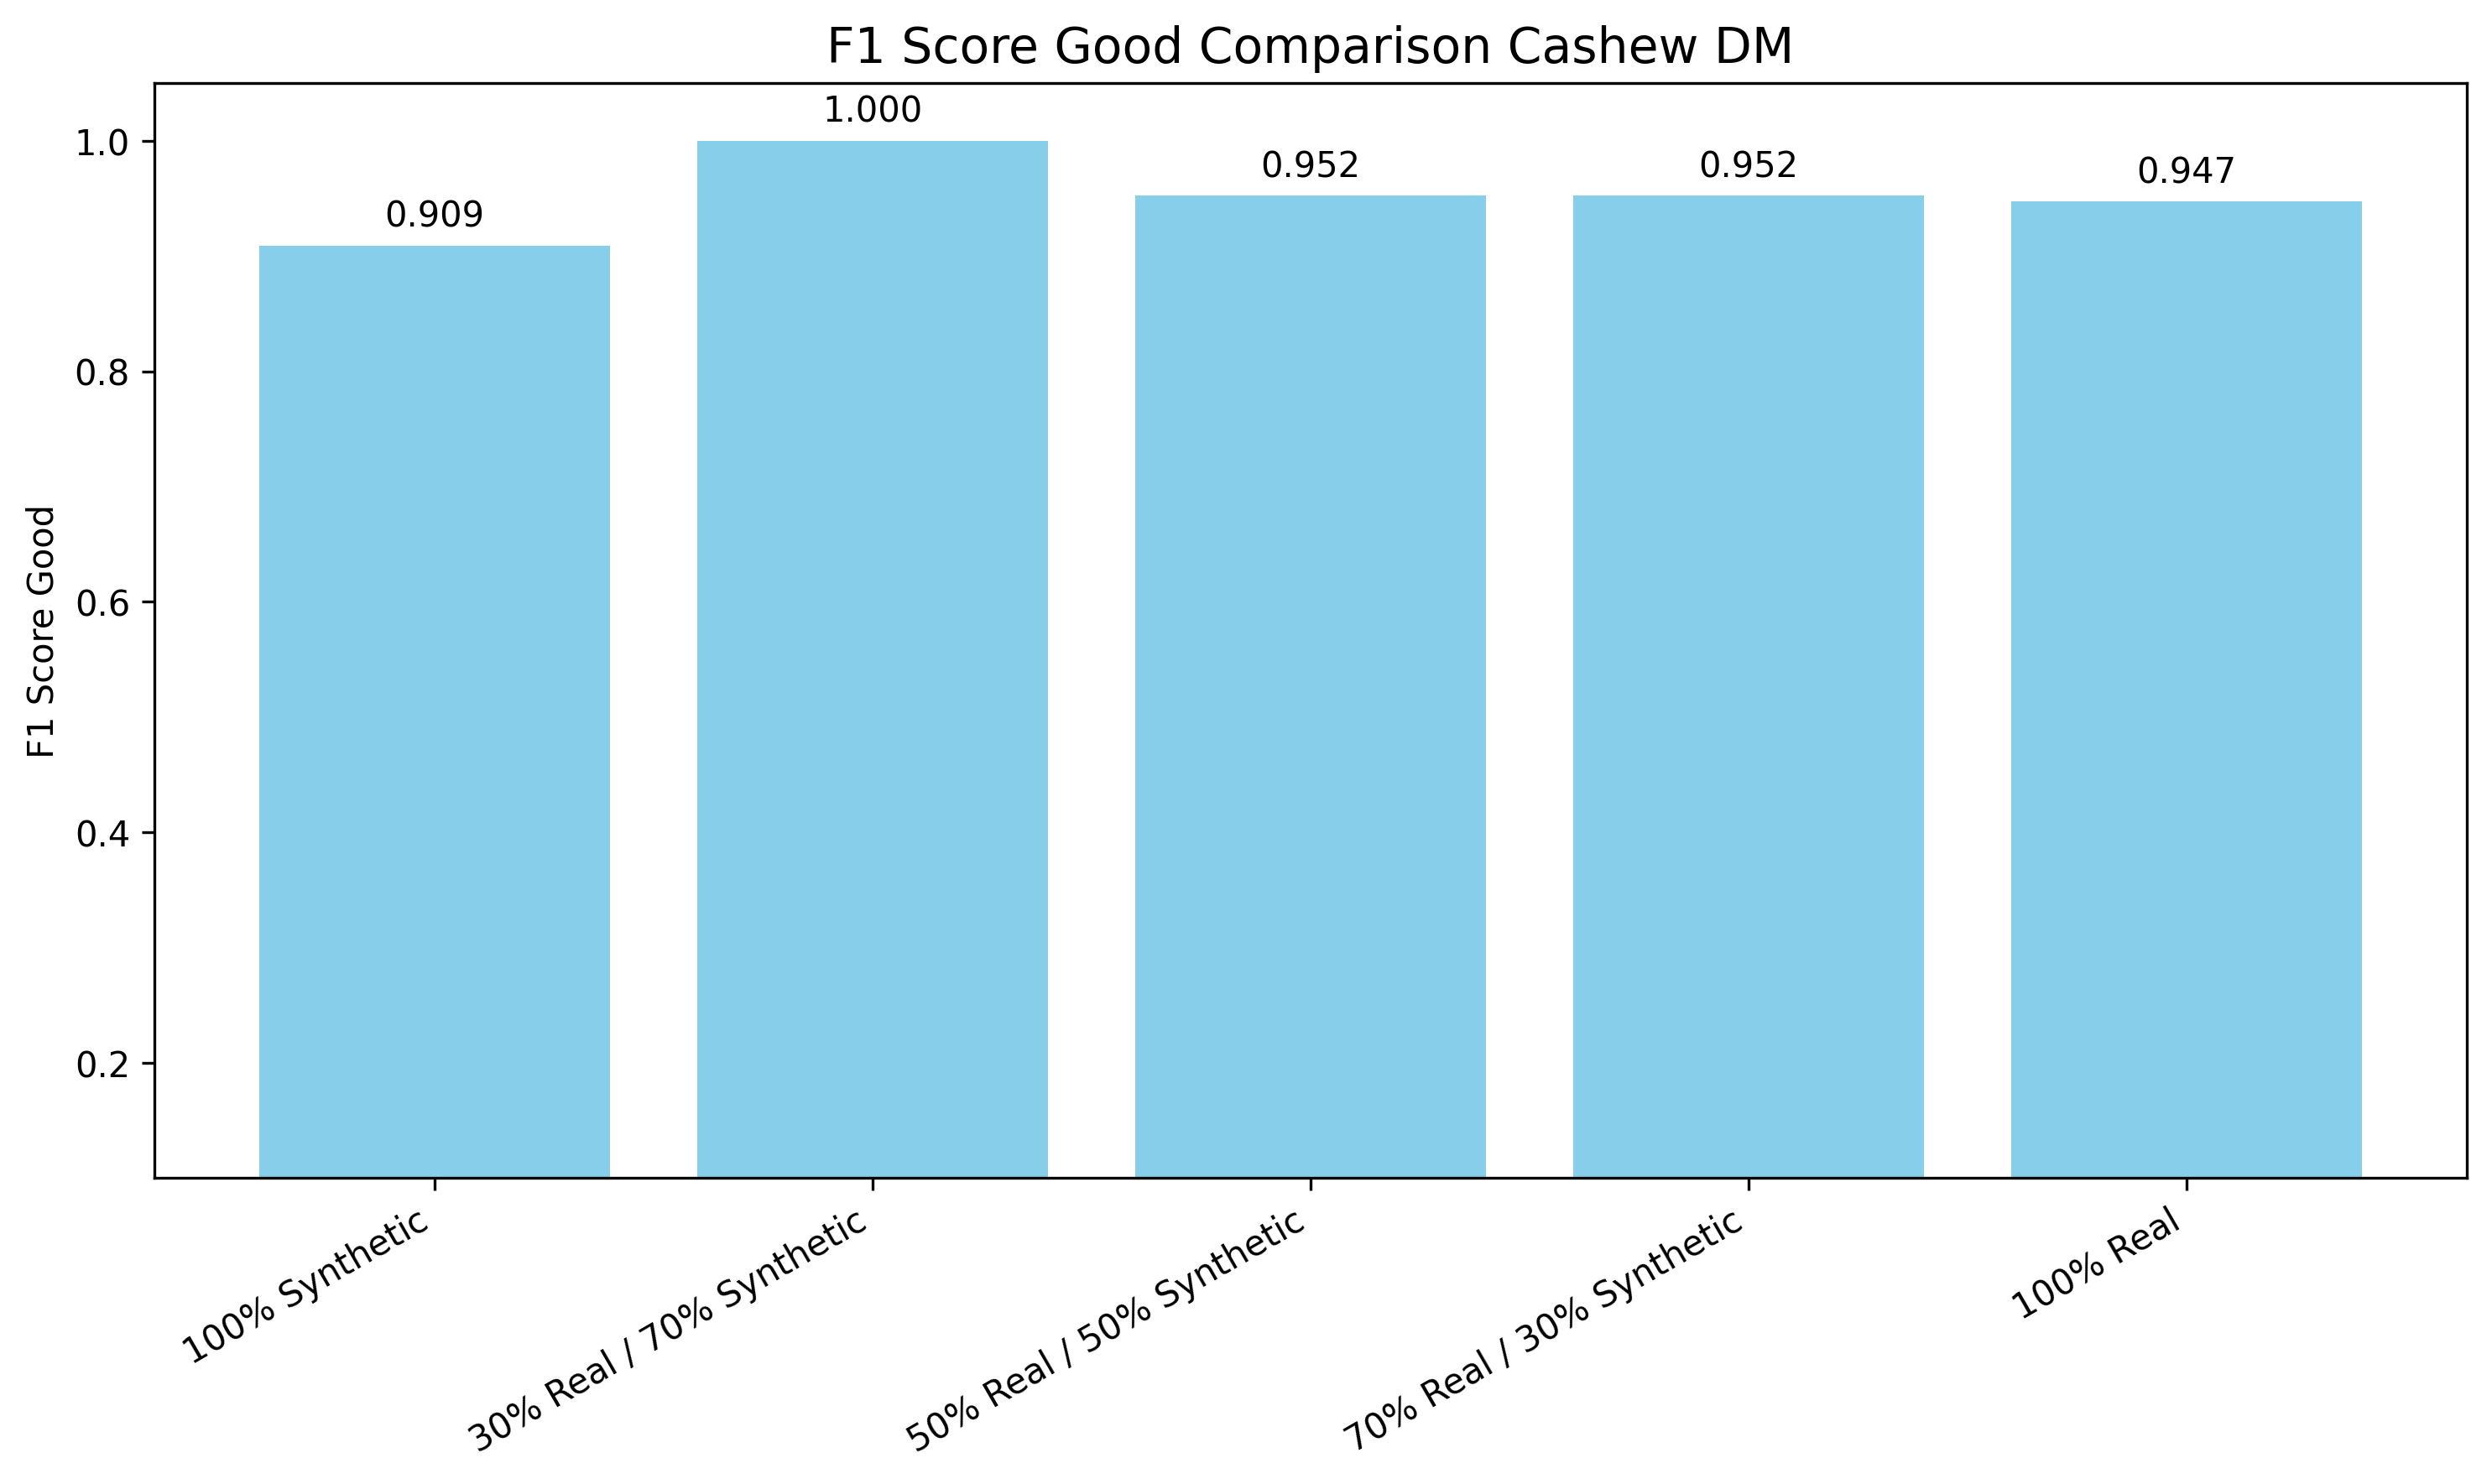 F1 Score Good Comparison Cashew DM
F1 Score Good
1.0
0.8
0.6
0.4
0.2
0.909
1.000
0.952
0.952
0.947
100% Synthetic
30% Real / 70% Synthetic
50% Real / 50% Synthetic
70% Real / 30% Synthetic
100% Real